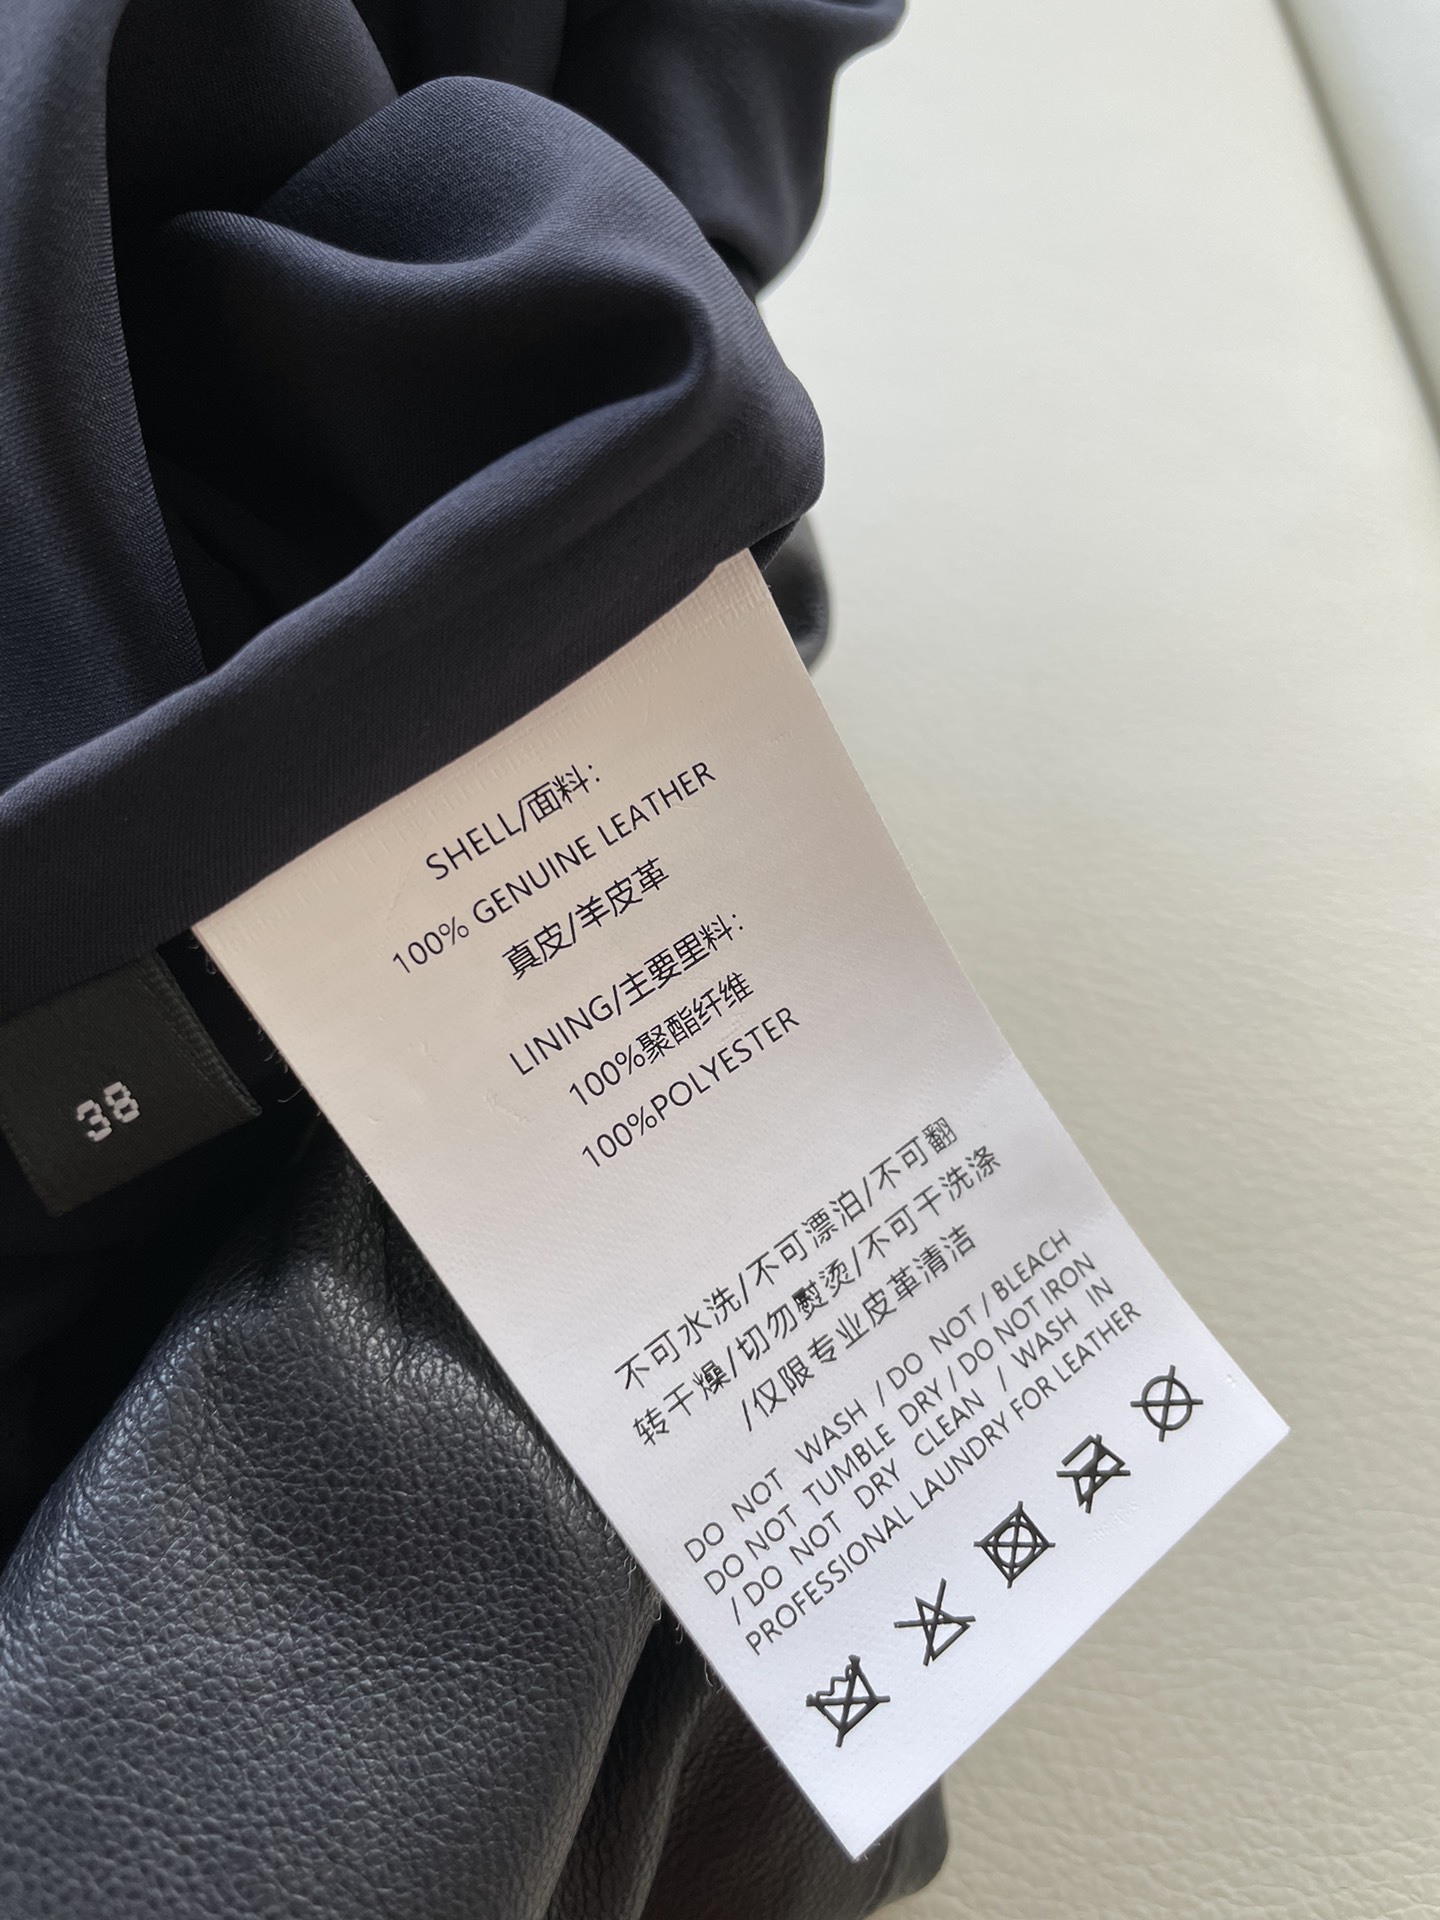 SHELL/面料:
100% GENUINE LEATHER
真皮/羊皮革
LINING/主要里料:
100%聚酯纤维
100%POLYESTER
不可水洗/不可漂泊/不可翻
转干燥/切勿熨烫/不可干洗涤
/仅限专业皮革清洁
DO NOT WASH / DO NOT / BLEACH
DO NOT TUMBLE DRY / DO NOT IRON
/ DO NOT DRY CLEAN / WASH IN
PROFESSIONAL LAUNDRY FOR LEATHER
38